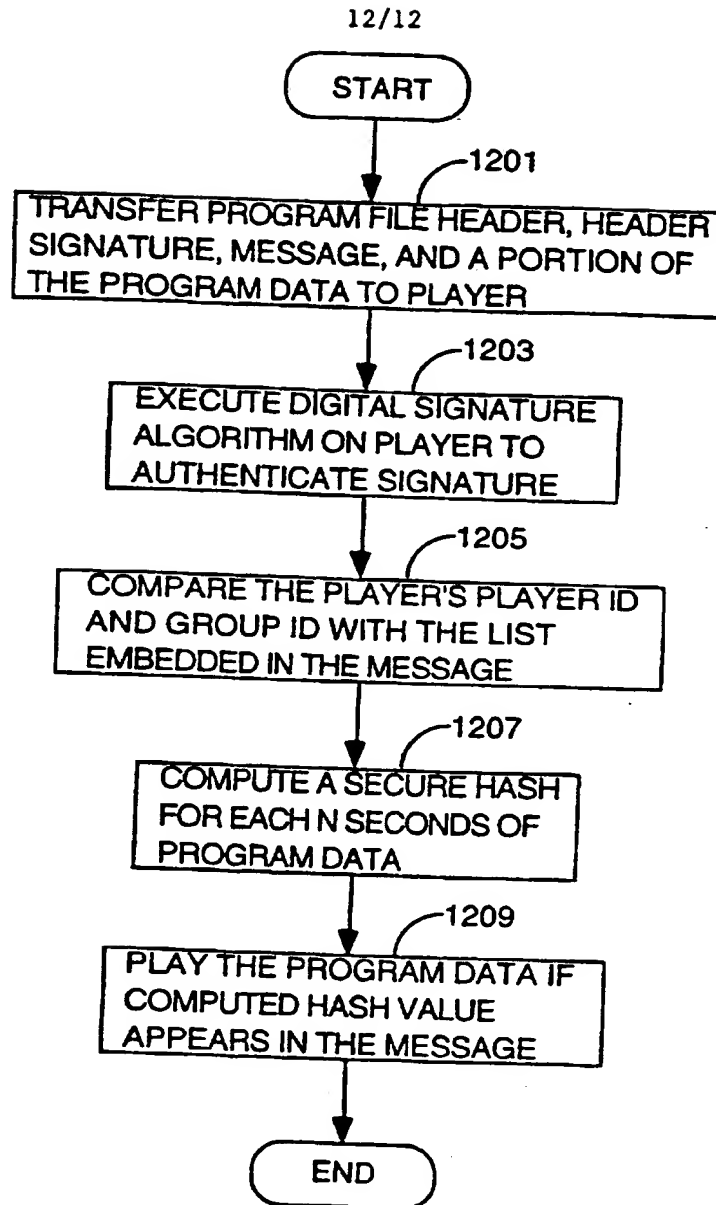 12/12
START
1201
TRANSFER PROGRAM FILE HEADER, HEADER
SIGNATURE, MESSAGE, AND A PORTION OF
THE PROGRAM DATA TO PLAYER
1203
EXECUTE DIGITAL SIGNATURE
ALGORITHM ON PLAYER TO
AUTHENTICATE SIGNATURE
1205
COMPARE THE PLAYER'S PLAYER ID
AND GROUP ID WITH THE LIST
EMBEDDED IN THE MESSAGE
1207
COMPUTE A SECURE HASH
FOR EACH N SECONDS OF
PROGRAM DATA
1209
PLAY THE PROGRAM DATA IF
COMPUTED HASH VALUE
APPEARS IN THE MESSAGE
END